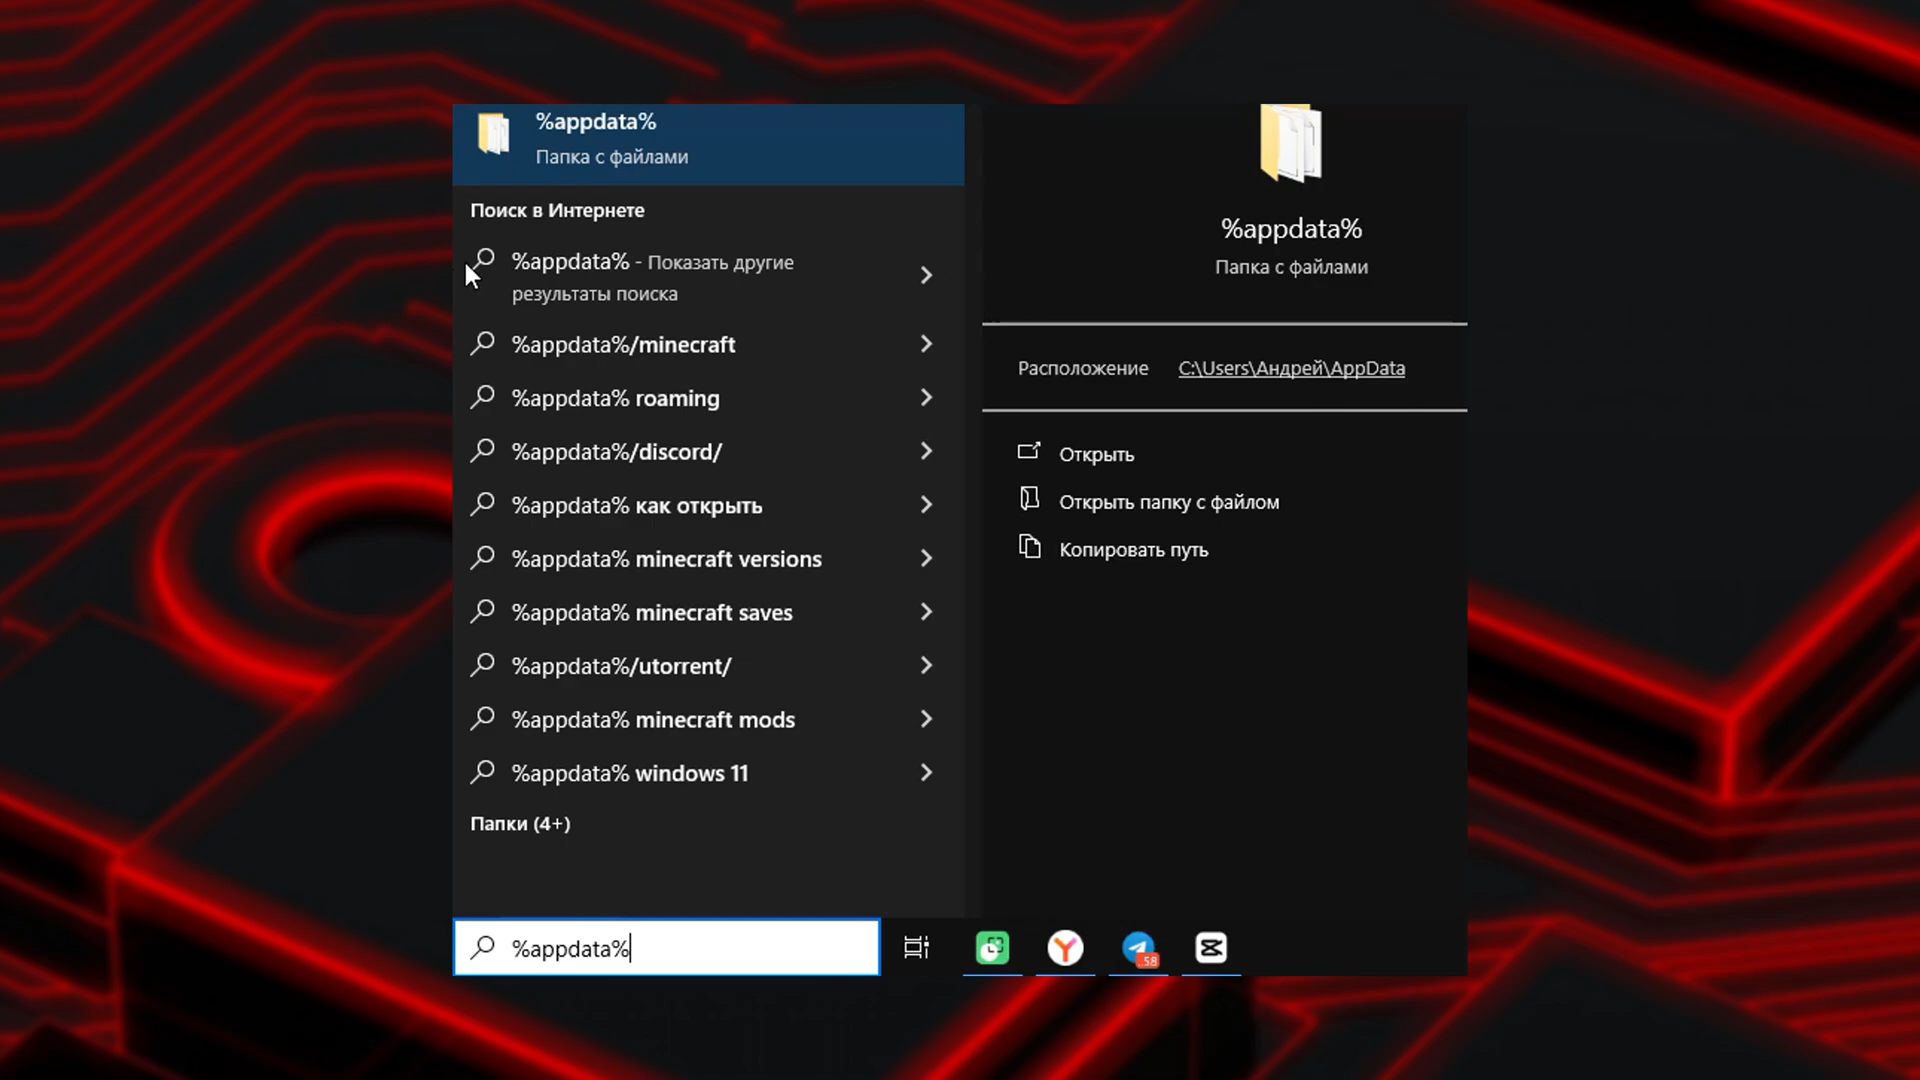 %appdata%
Папка с файлами
Поиск в Интернете
%appdata% - Показать другие
результаты поиска
%appdata%/minecraft
%appdata% roaming
%appdata%/discord/
%appdata% как открыть
%appdata% minecraft versions
%appdata% minecraft saves
%appdata%/utorrent/
%appdata% minecraft mods
%appdata% windows 11
Папки (4+)
%appdata%
%appdata%
Папка с файлами
Расположение C:\Users\Андрей\AppData
Открыть
Открыть папку с файлом
Копировать путь
58